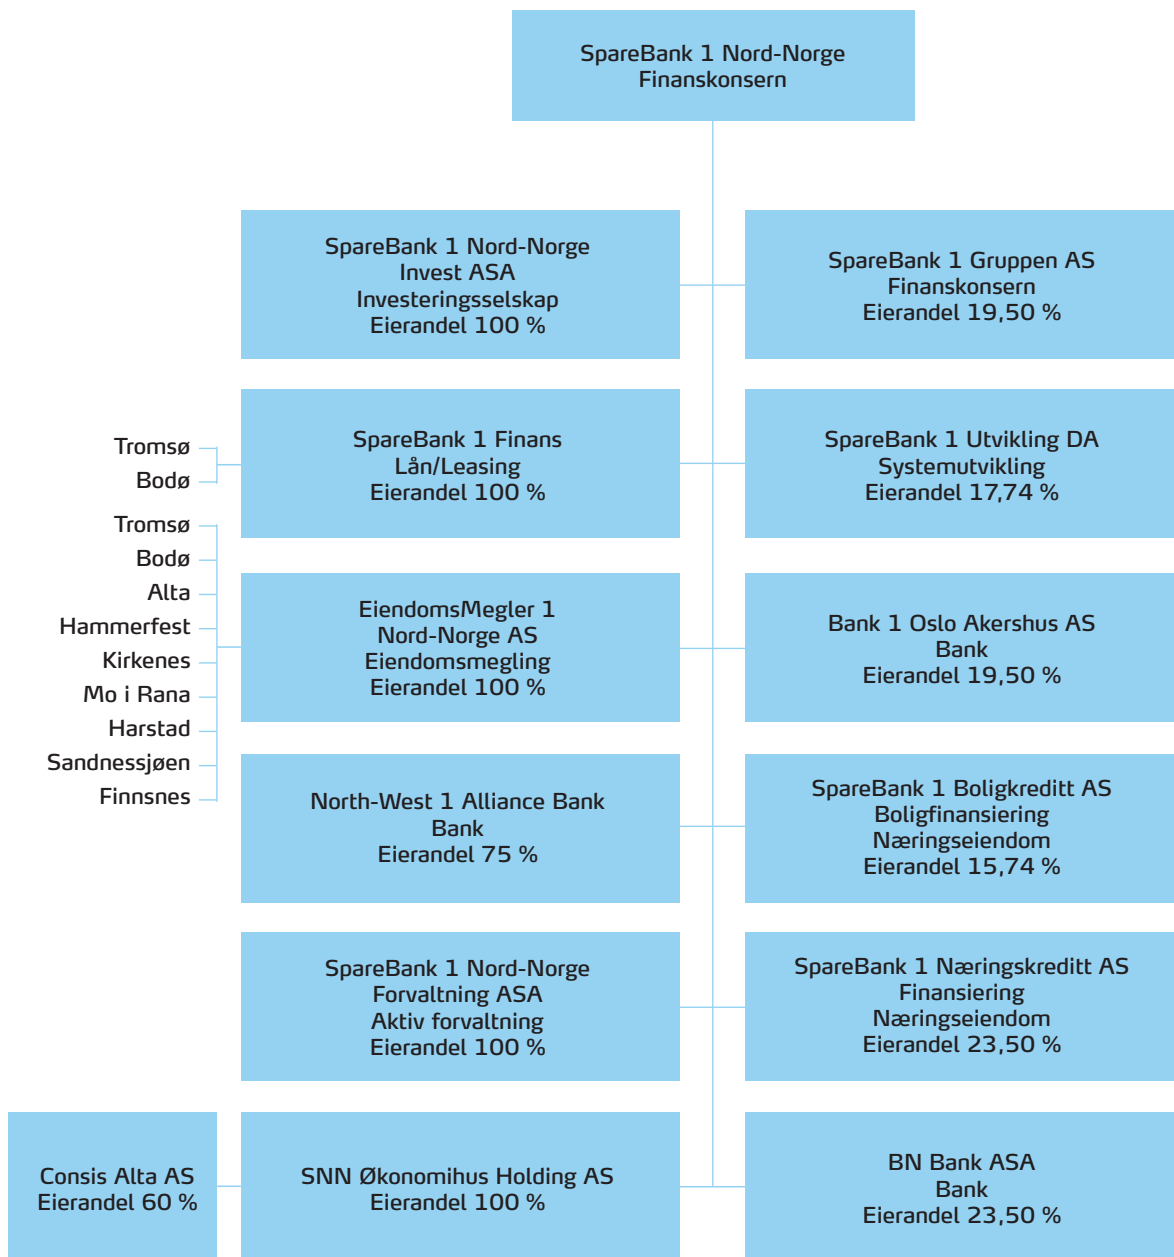 SpareBank 1 Nord-Norge
Finanskonsern
SpareBank 1 Nord-Norge
Invest ASA
Investeringsselskap
Eierandel 100 %
SpareBank 1 Gruppen AS
Finanskonsern
Eierandel 19,50 %
Tromsø
Bodø
SpareBank 1 Finans
Lån/Leasing
Eierandel 100 %
SpareBank 1 Utvikling DA
Systemutvikling
Eierandel 17,74 %
Tromsø
Bodø
Alta
Hammerfest
Kirkenes
Mo i Rana
Harstad
Sandnessjøen
Finnsnes
EiendomsMegler 1
Nord-Norge AS
Eiendomsmegling
Eierandel 100 %
Bank 1 Oslo Akershus AS
Bank
Eierandel 19,50 %
North-West 1 Alliance Bank
Bank
Eierandel 75 %
SpareBank 1 Boligkreditt AS
Boligfinansiering
Næringseiendom
Eierandel 15,74 %
SpareBank 1 Nord-Norge
Forvaltning ASA
Aktiv forvaltning
Eierandel 100 %
SpareBank 1 Næringskreditt AS
Finansiering
Næringseiendom
Eierandel 23,50 %
Consis Alta AS
Eierandel 60 %
SNN Økonomihus Holding AS
Eierandel 100 %
BN Bank ASA
Bank
Eierandel 23,50 %